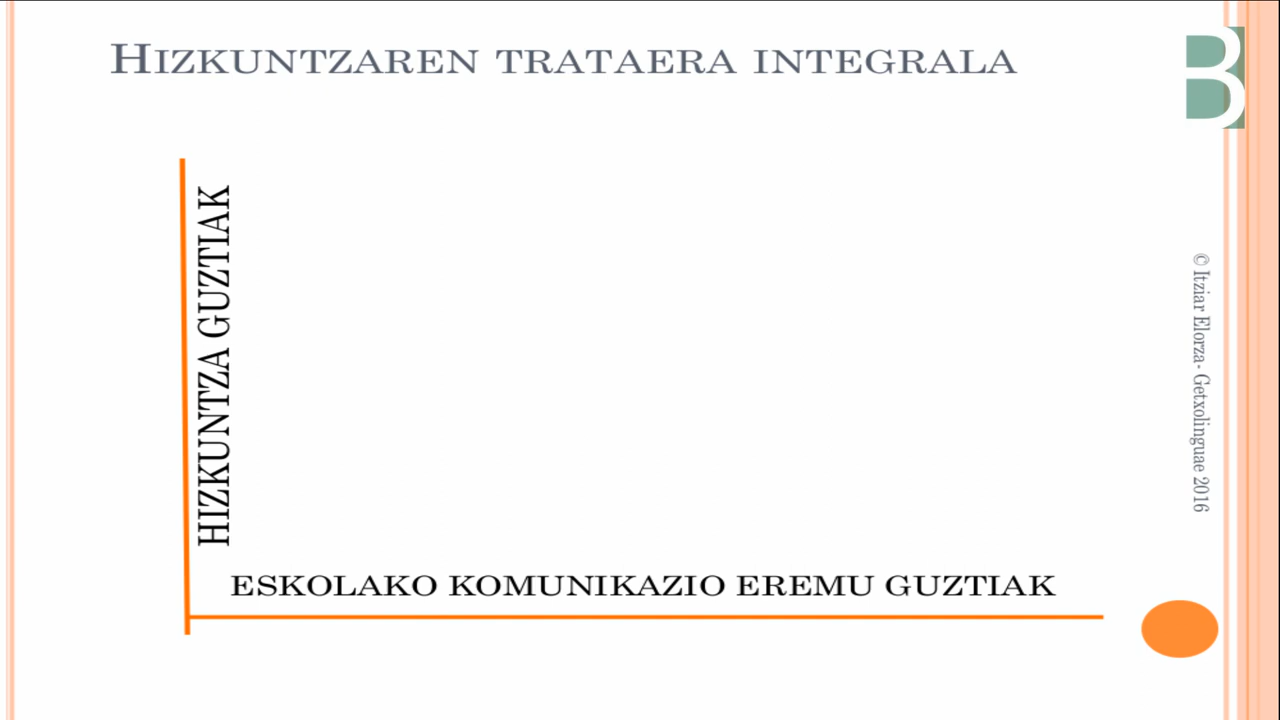 HIZKUNTZAREN TRATAERA INTEGRALA
B
HIZKUNTZA GUZTIAK
© Itziar Elorza- Getxolinguae 2016
ESKOLAKO KOMUNIKAZIO EREMU GUZTIAK